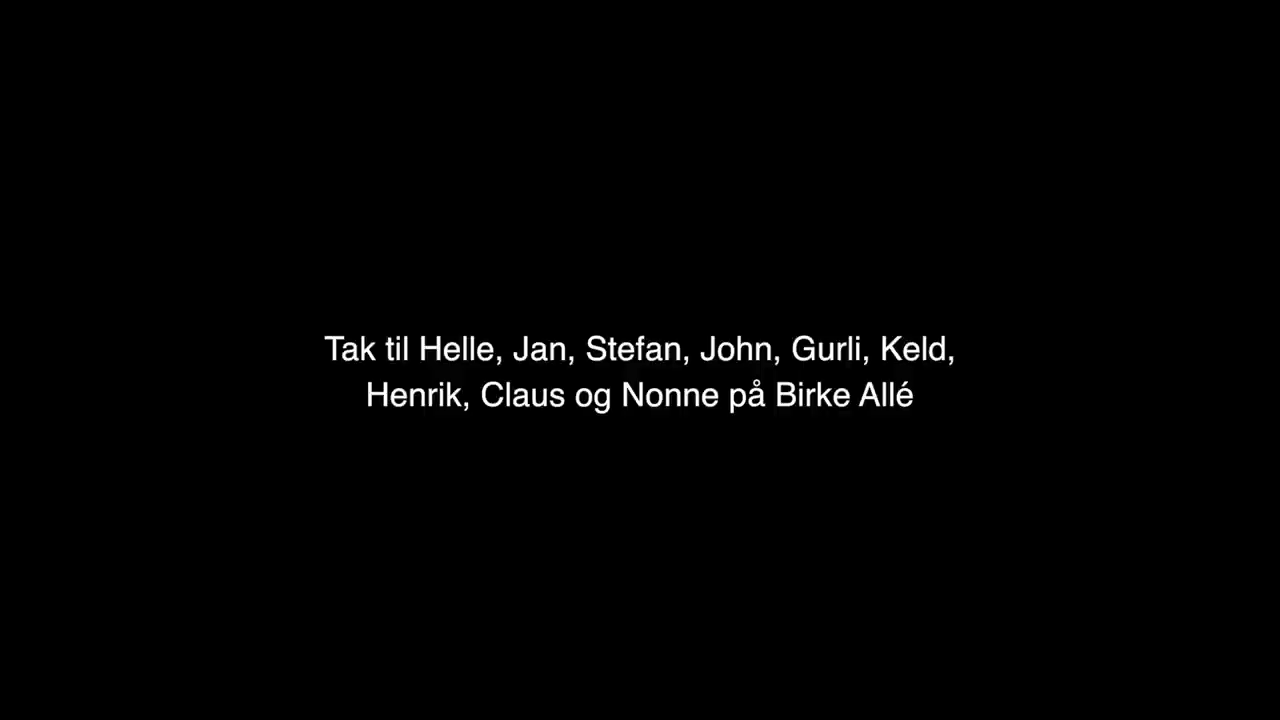 Tak til Helle, Jan, Stefan, John, Gurli, Keld,
Henrik, Claus og Nonne på Birke Allé